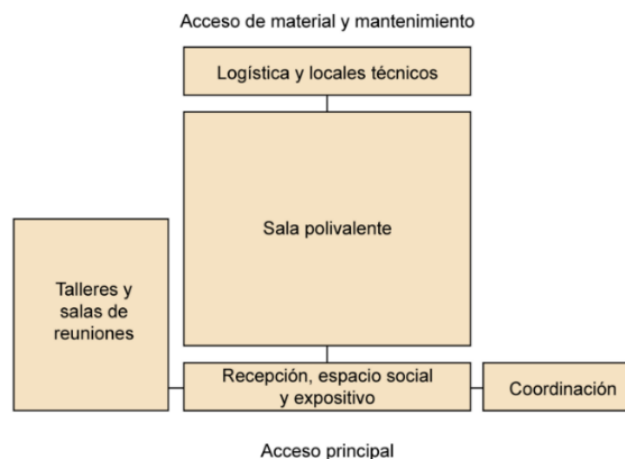 Acceso de material y mantenimiento
Logística y locales técnicos
Sala polivalente
Talleres y
salas de
reuniones
Recepción, espacio social
y expositivo
Coordinación
Acceso principal